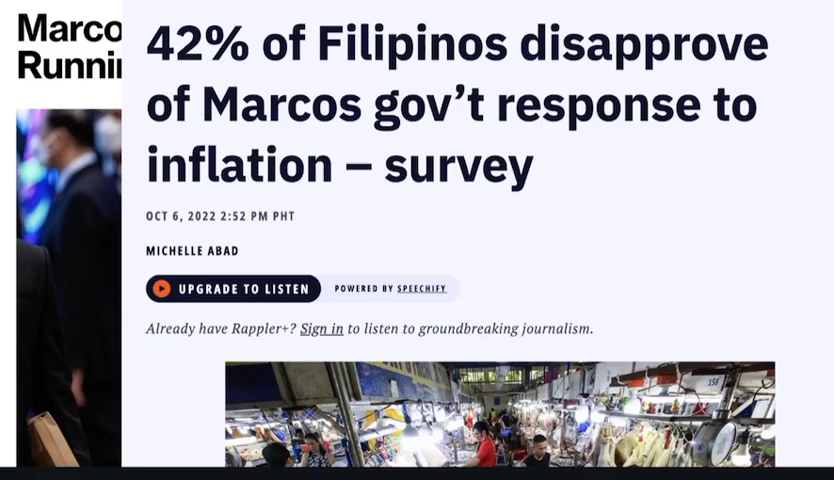 Marco
Runni
42% of Filipinos disapprove
of Marcos gov’t response to
inflation – survey
OCT 6, 2022 2:52 PM PHT
MICHELLE ABAD
UPGRADE TO LISTEN
POWERED BY SPEECHIFY
Already have Rappler+? Sign in to listen to groundbreaking journalism.
158